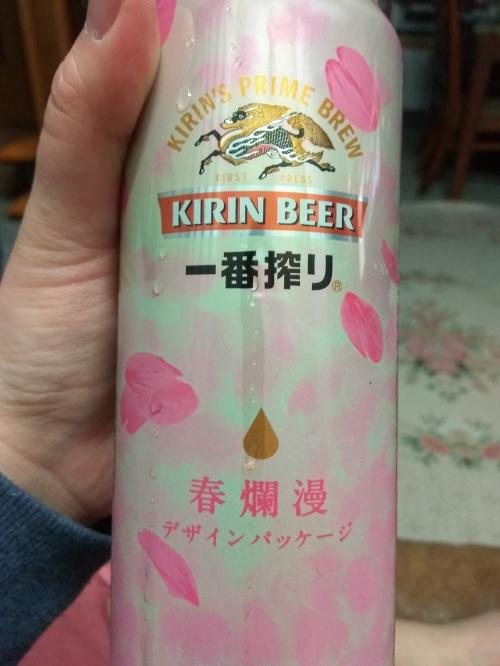 KIRIN'S PRIME BREW
FIRST PRESS
KIRIN BEER
一番搾り®
春爛漫
デザインパッケージ